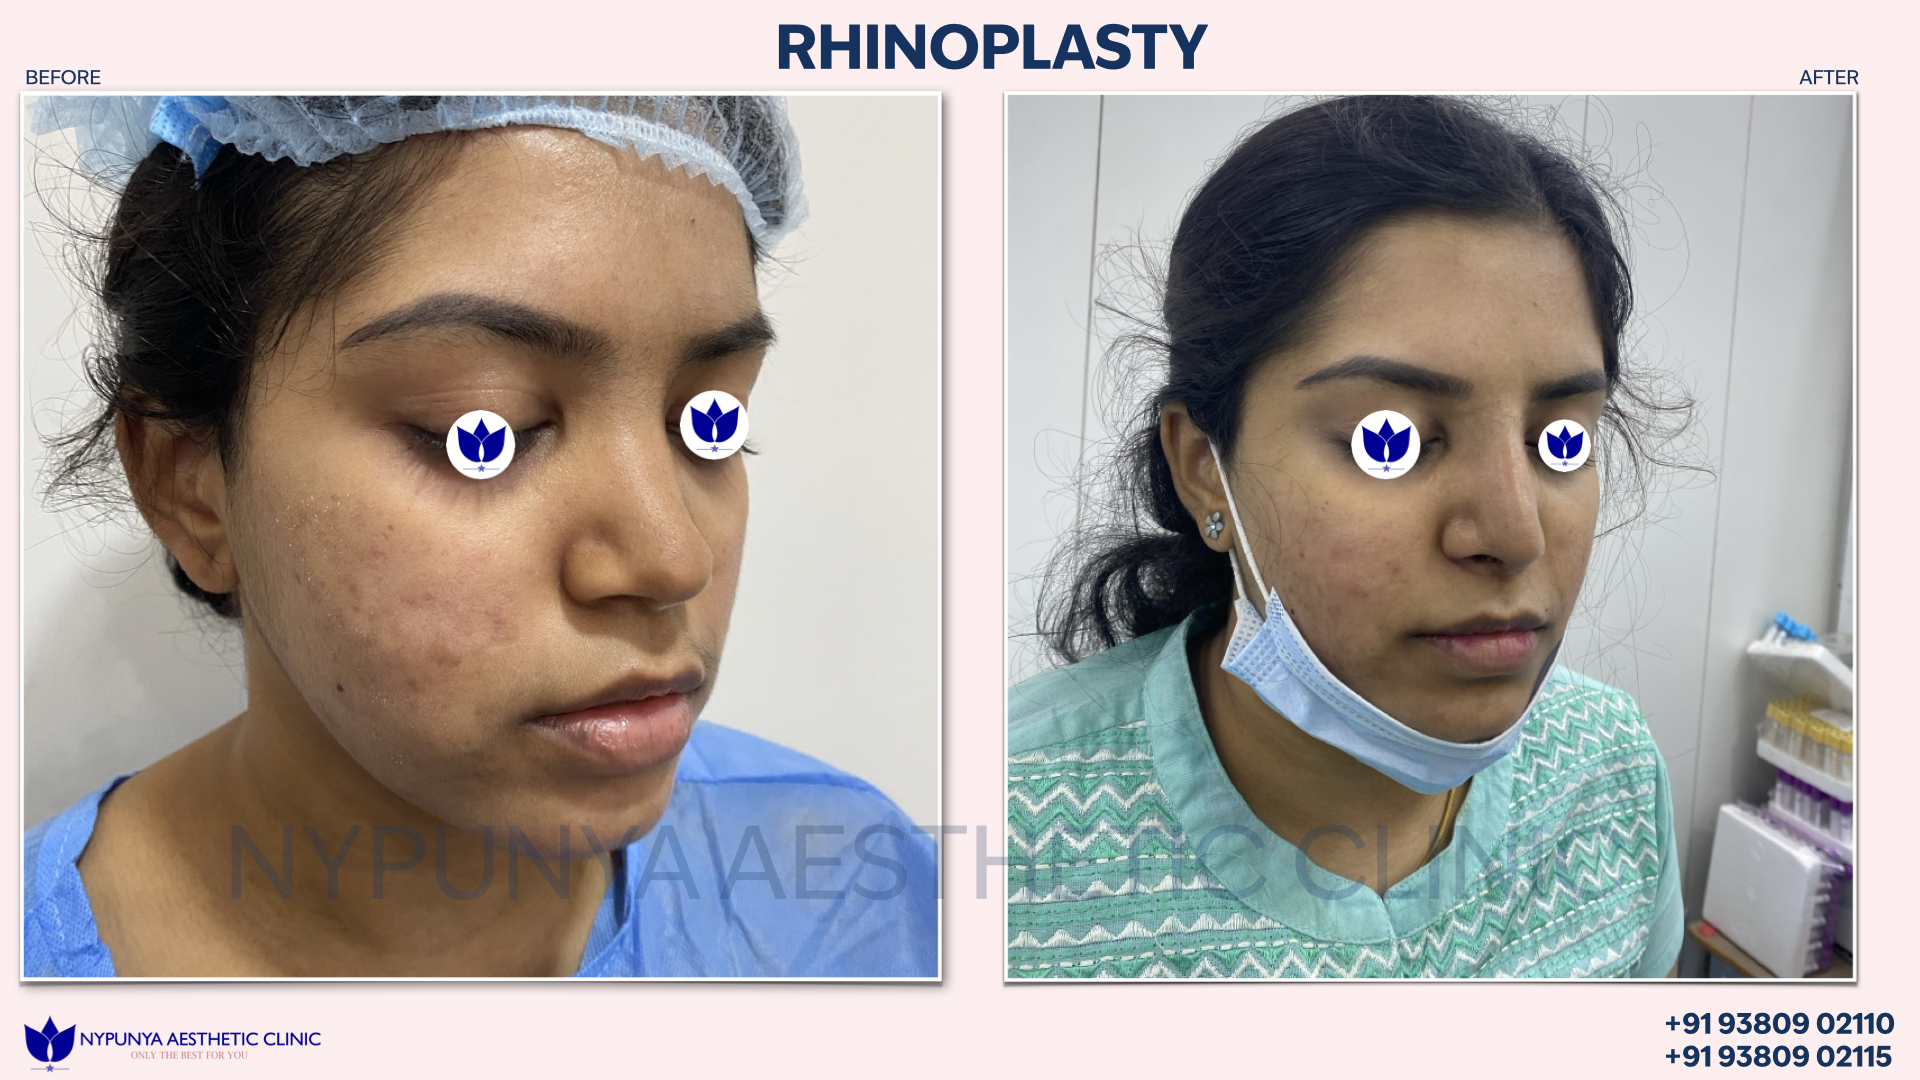 RHINOPLASTY
BEFORE
AFTER
NYPUNYA AESTHETIC CLINIC
NYPUNYA AESTHETIC CLINIC
ONLY THE BEST FOR YOU
+91 93809 02110
+91 93809 02115